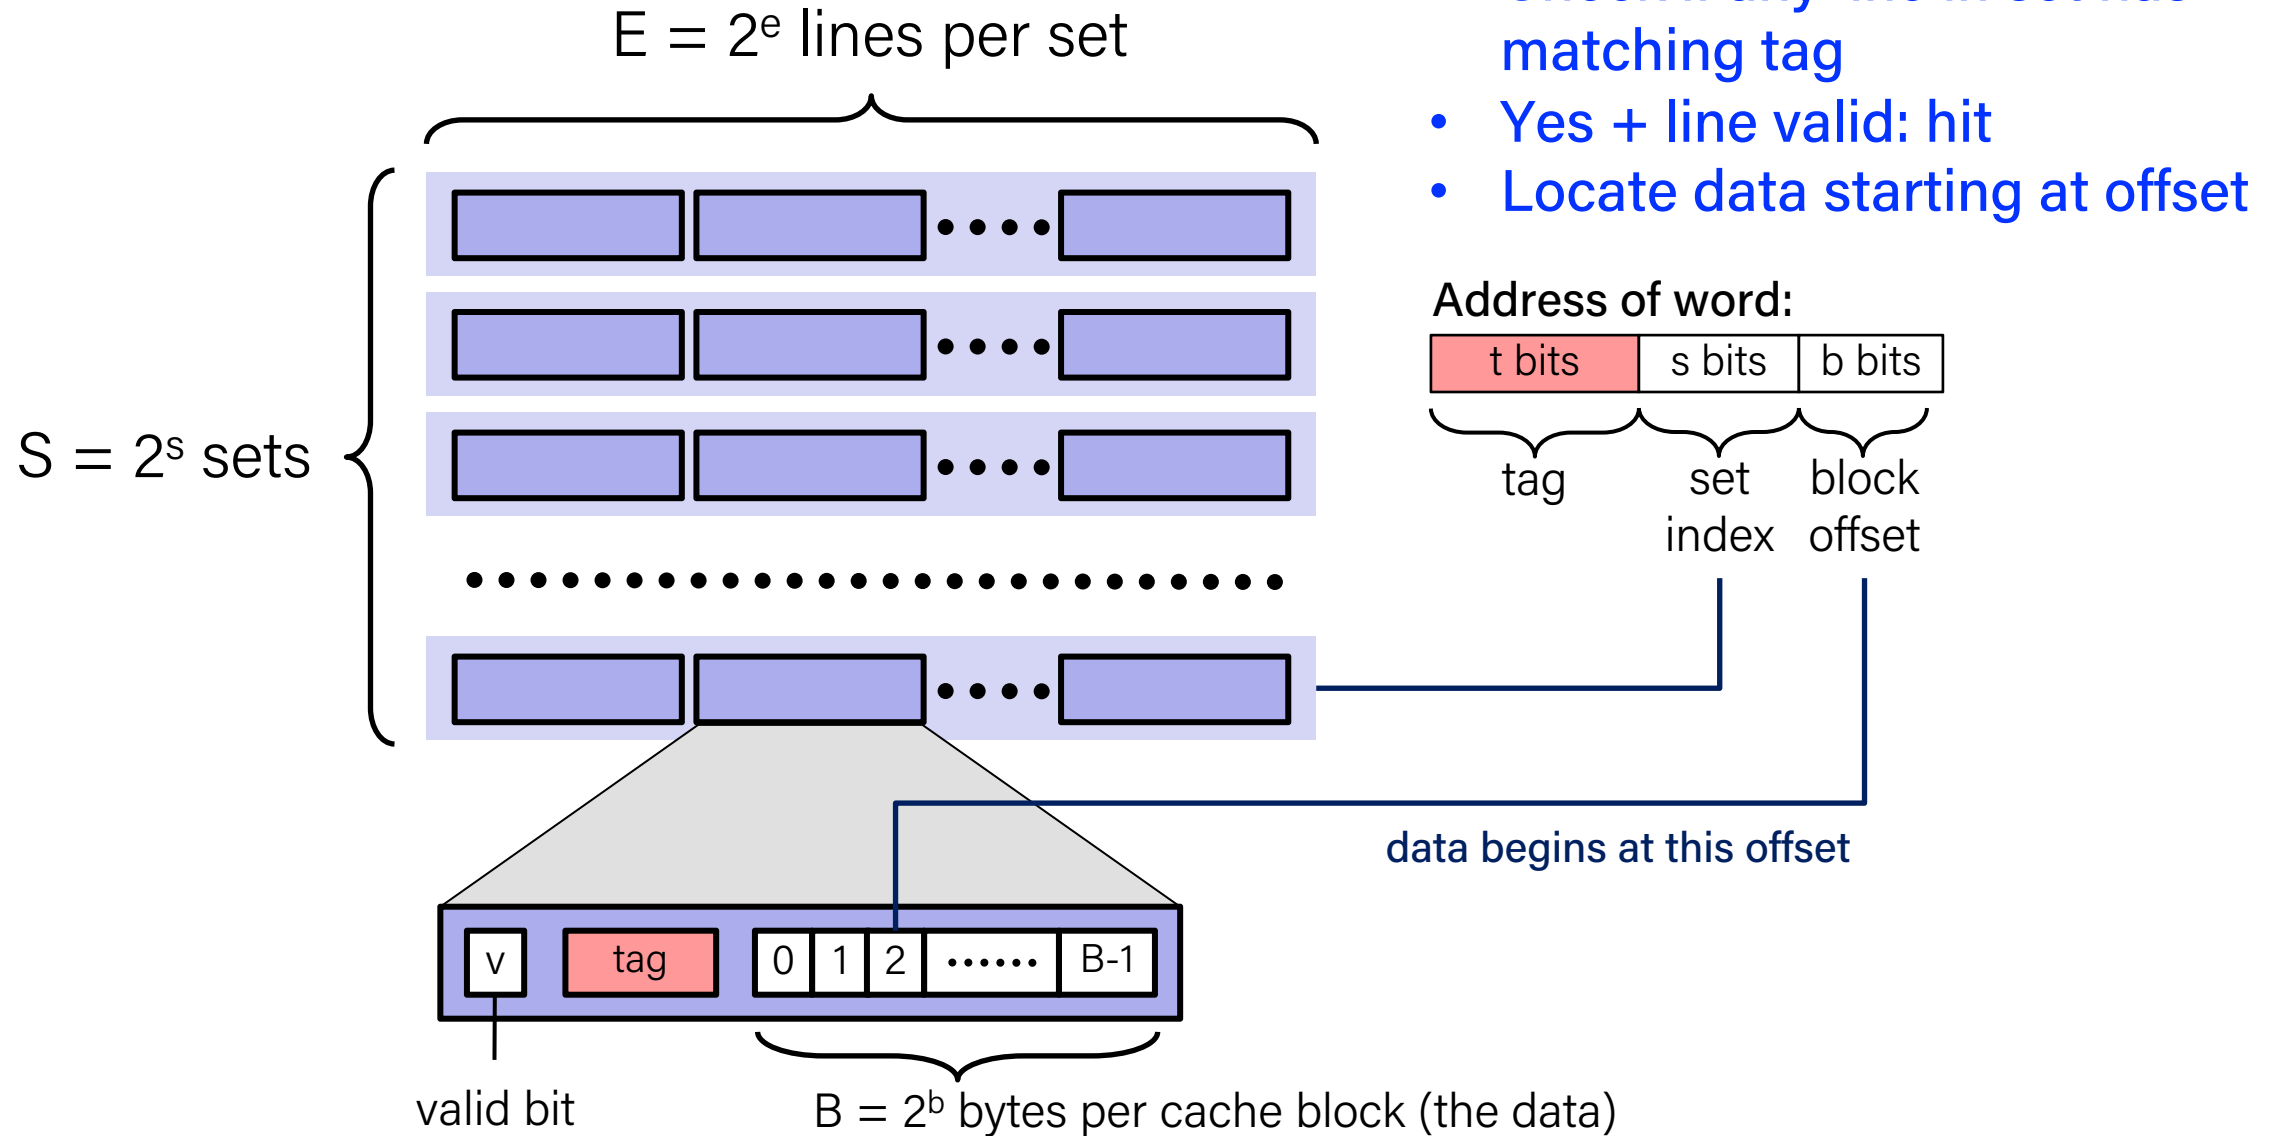 E = 2ᵉ lines per set
matching tag
• Yes + line valid: hit
• Locate data starting at offset
Address of word:
t bits s bits b bits
tag set block
index offset
S = 2ˢ sets
data begins at this offset
v tag 0 1 2 •••••• B-1
valid bit
B = 2ᵇ bytes per cache block (the data)